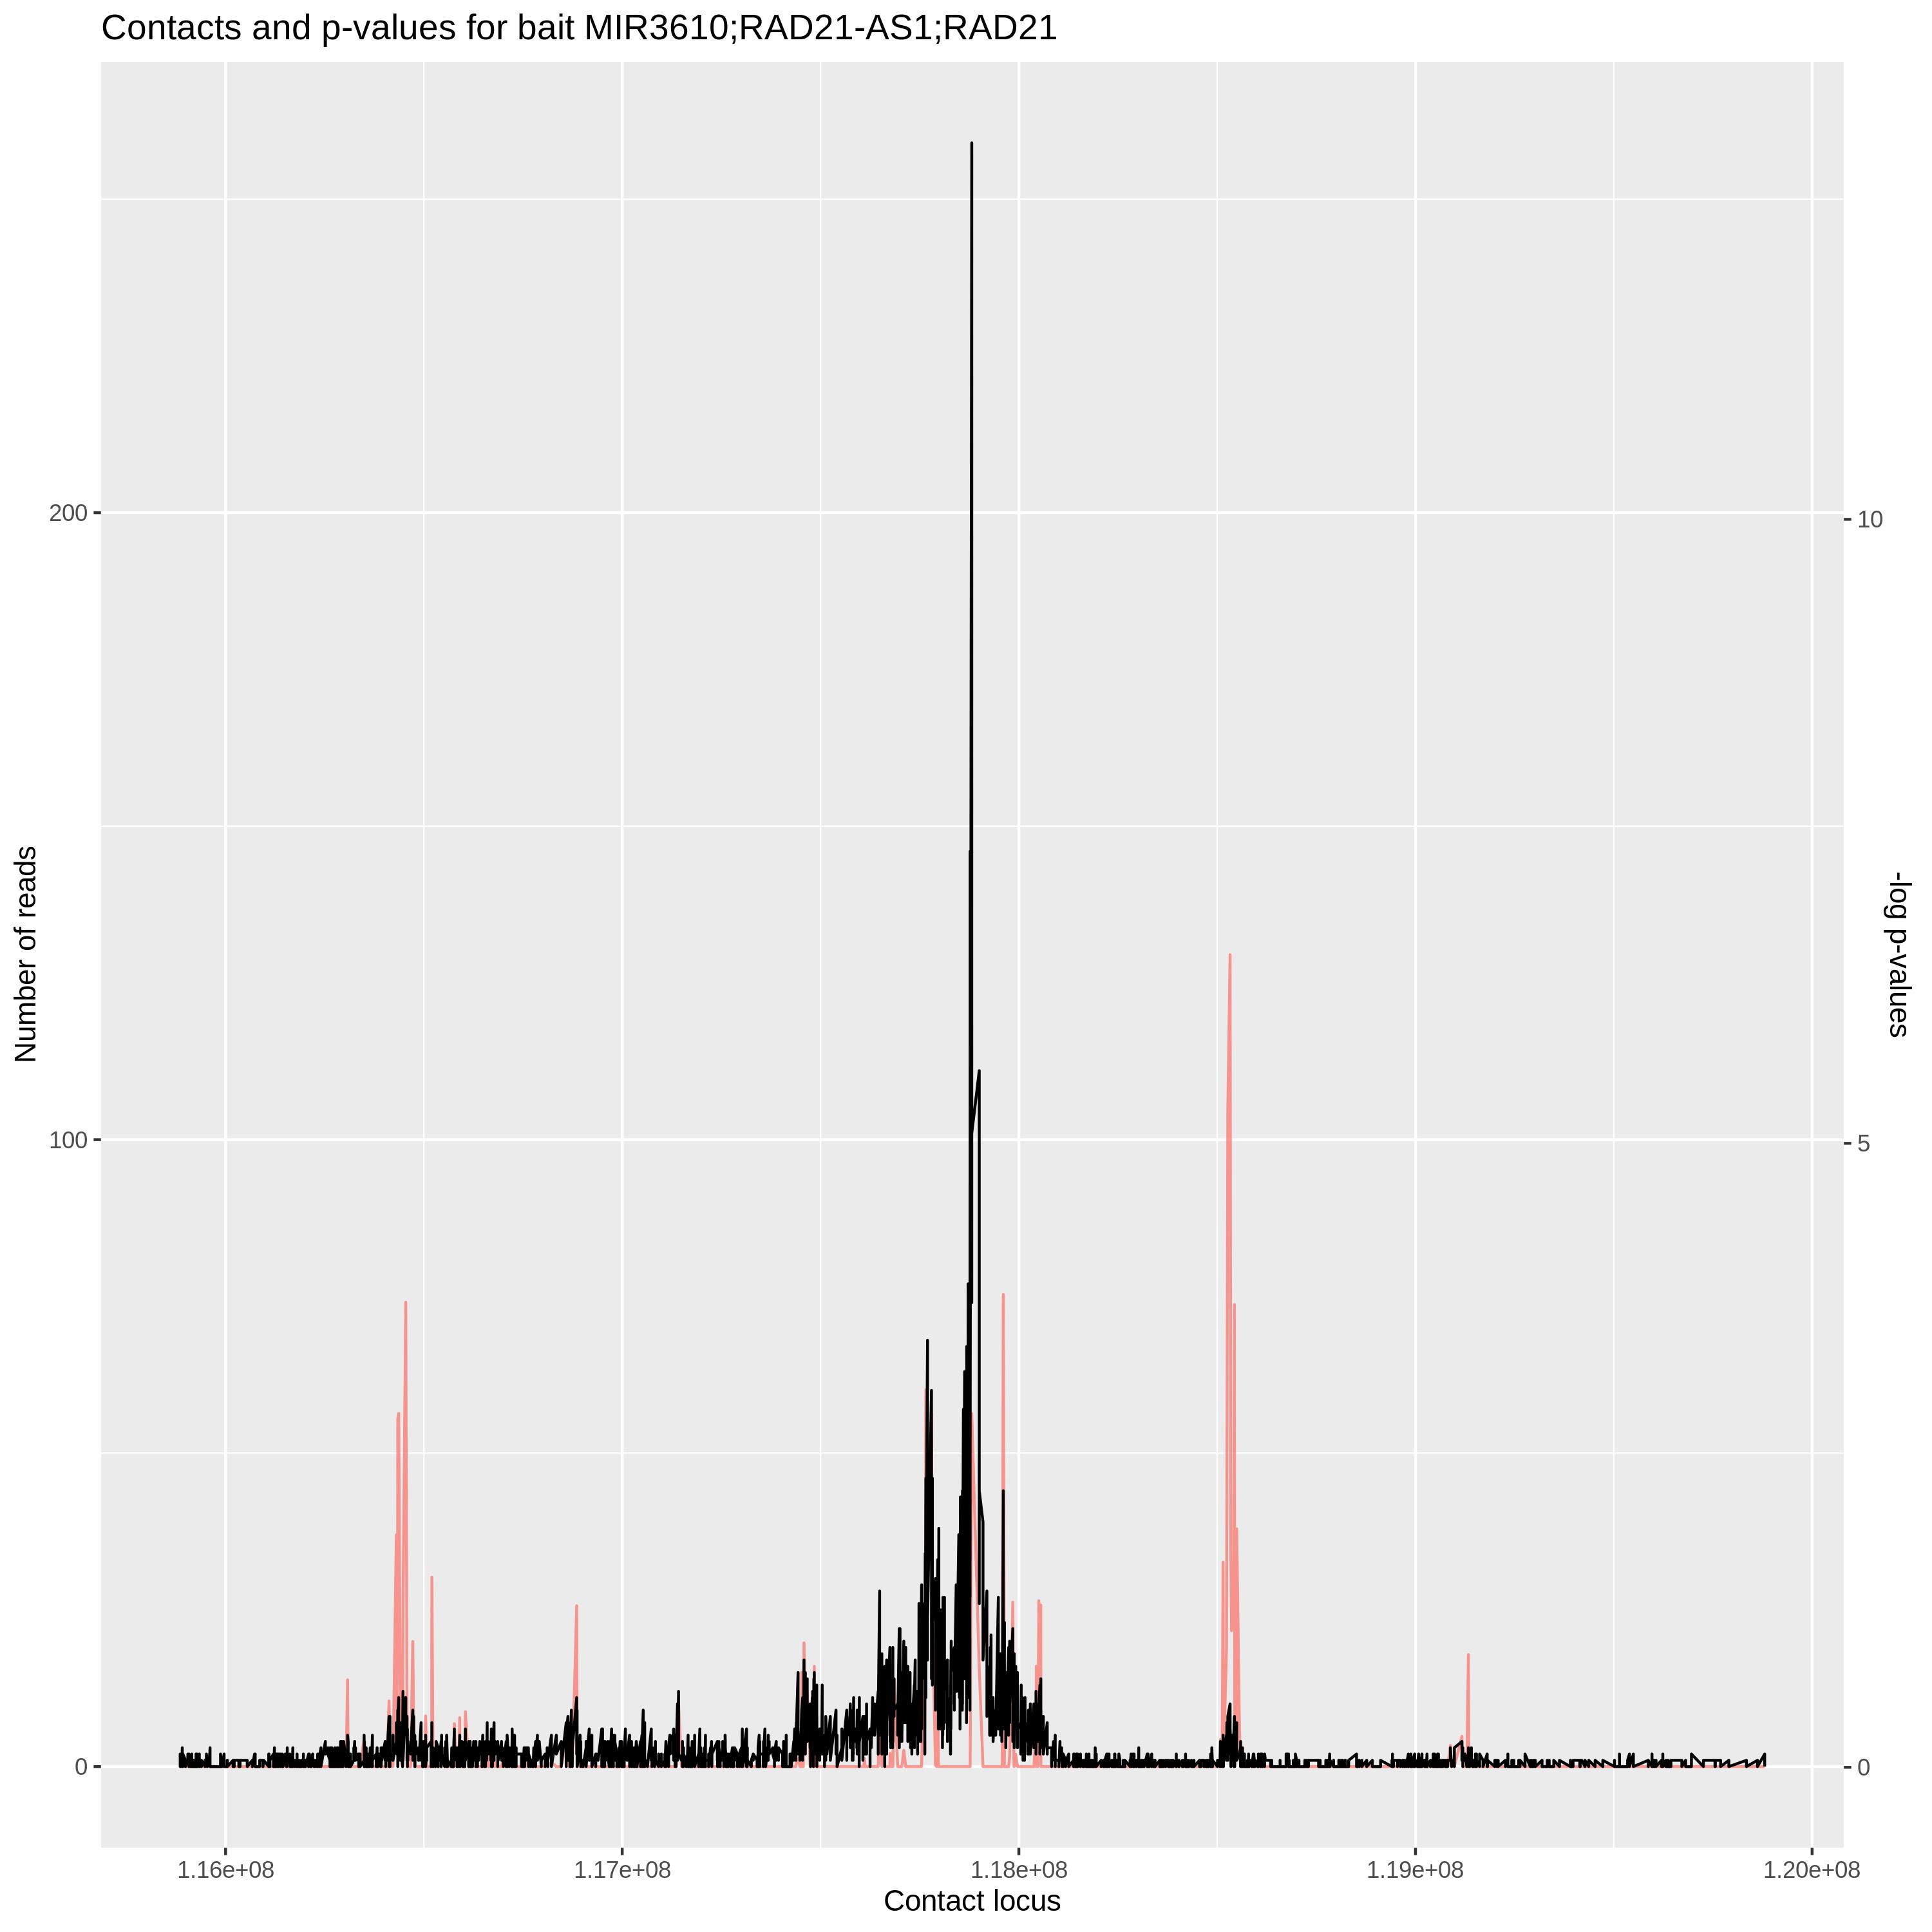 Contacts and p-values for bait MIR3610;RAD21-AS1;RAD21
Number of reads
200
100
0
10
5
0
-log p-values
1.16e+08
1.17e+08
1.18e+08
1.19e+08
1.20e+08
Contact locus